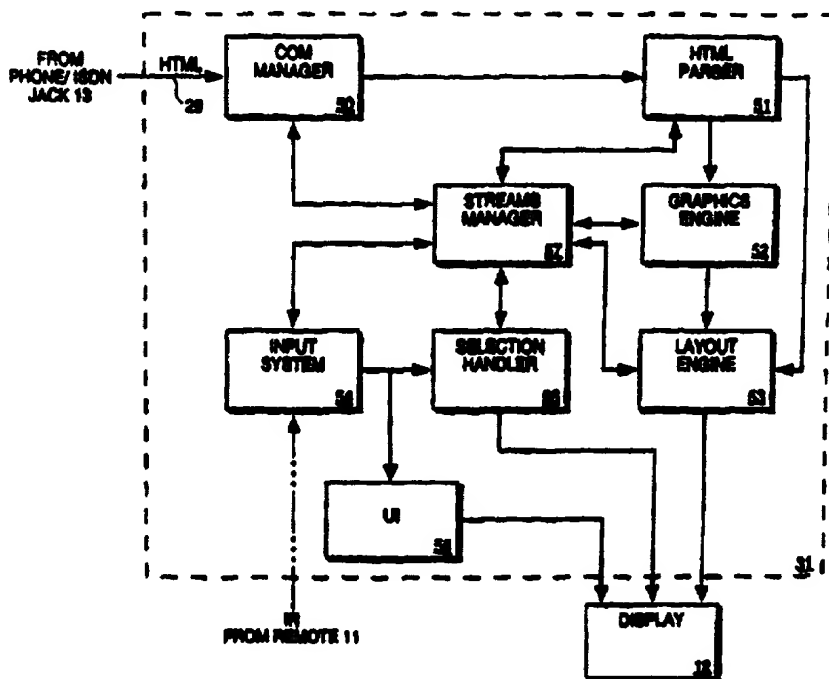 FROM
PHONE/ISDN
JACK 13
HTML
29
COM
MANAGER
50
HTML
PARSER
51
STREAMS
MANAGER
57
GRAPHICS
ENGINE
52
INPUT
SYSTEM
54
SELECTION
HANDLER
LAYOUT
ENGINE
53
UI
31
IR
FROM REMOTE 11
DISPLAY
12